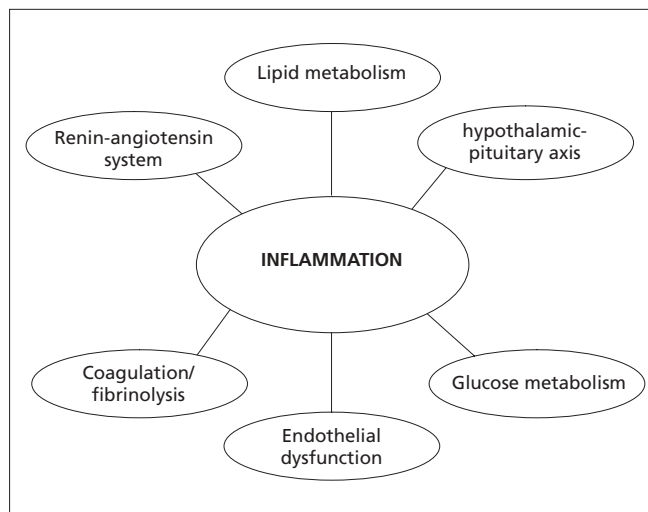 Lipid metabolism
Renin-angiotensin
system
hypothalamic-
pituitary axis
INFLAMMATION
Coagulation/
fibrinolysis
Glucose metabolism
Endothelial
dysfunction